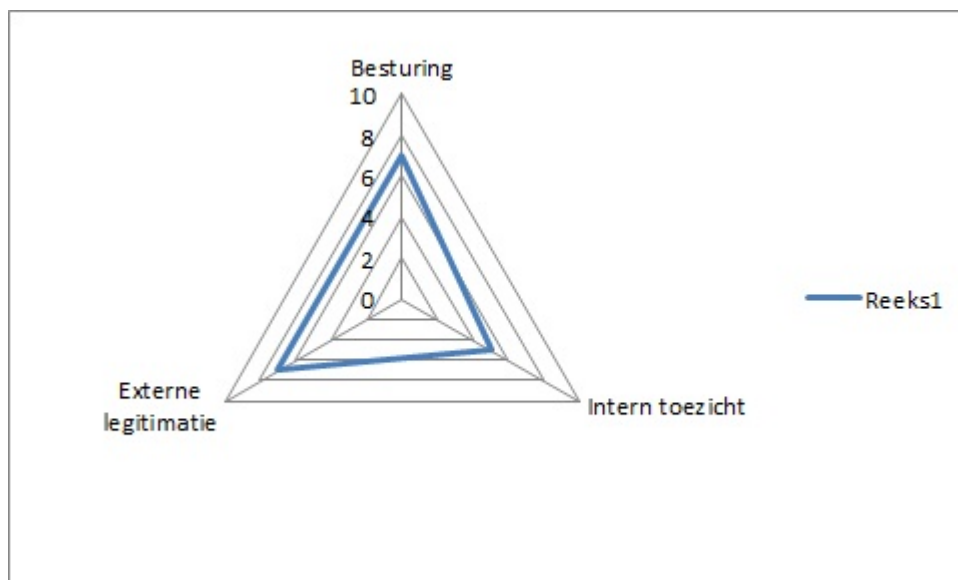 Besturing
10
8
6
4
2
0
Reeks1
Externe
legitimatie
Intern toezicht